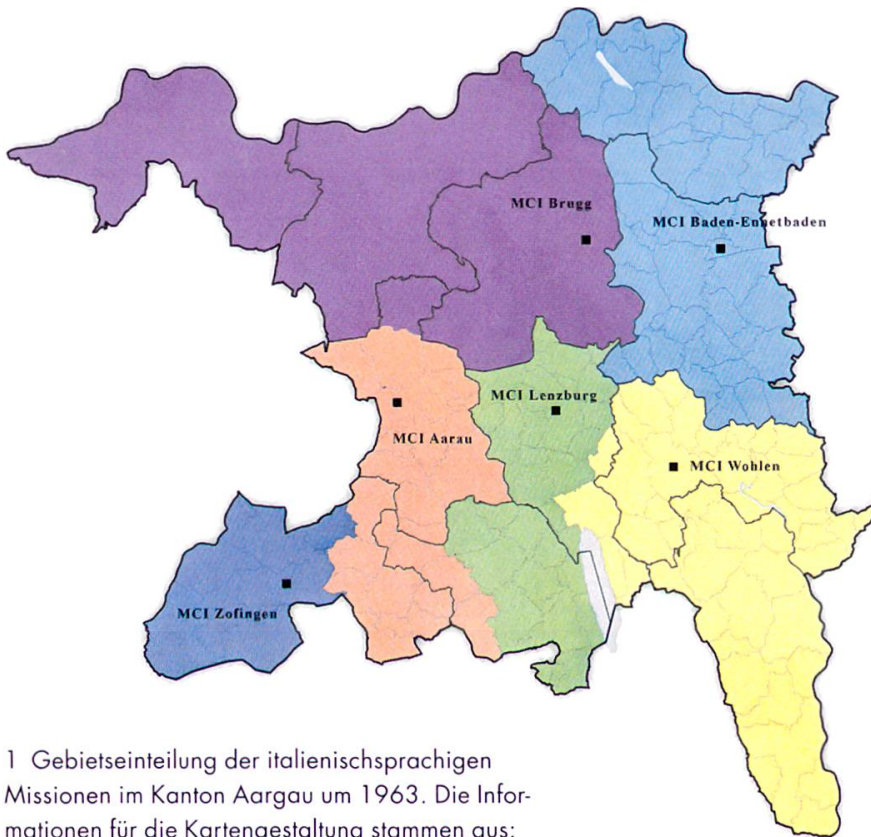 MCI Brugg
MCI Baden-Ennetbaden
MCI Lenzburg
MCI Aarau
MCI Wohlen
MCI Zofingen
1 Gebietseinteilung der italienischsprachigen
Missionen im Kanton Aargau um 1963. Die Infor-
mationen für die Kartengestaltung stammen aus: